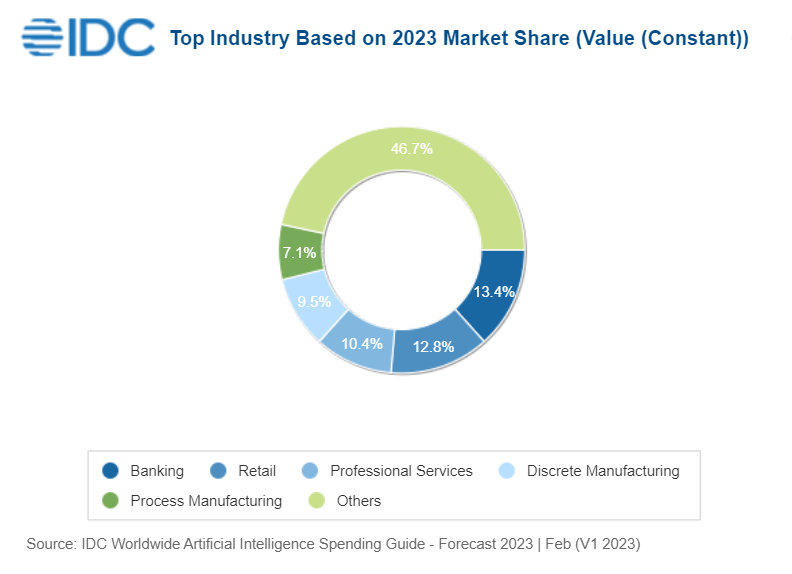 IDC
Top Industry Based on 2023 Market Share (Value (Constant))
46.7%
7.1%
13.4%
9.5%
10.4%
12.8%
Banking Retail Professional Services Discrete Manufacturing
Process Manufacturing Others
Source: IDC Worldwide Artificial Intelligence Spending Guide - Forecast 2023 | Feb (V1 2023)